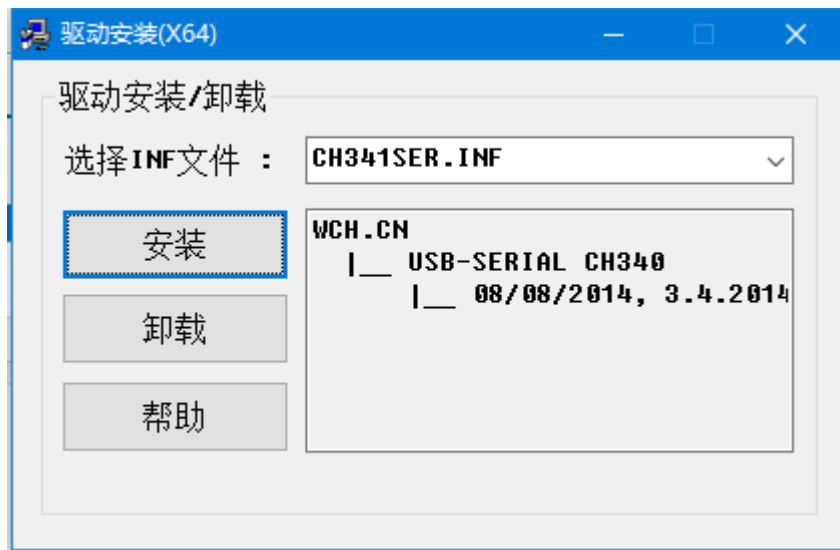 驱动安装(X64)
驱动安装/卸载
选择INF文件 : CH341SER.INF
安装
卸载
帮助
WCH.CN
|__ USB-SERIAL CH340
|__ 08/08/2014, 3.4.2014